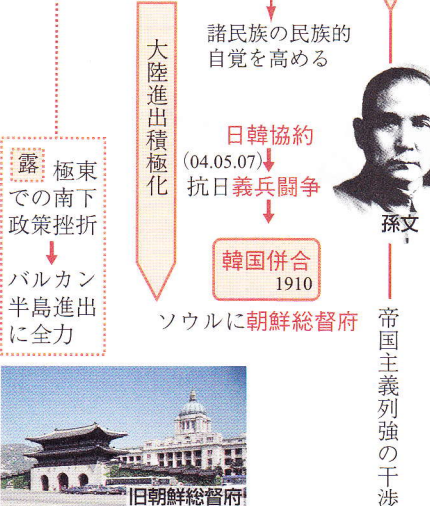 諸民族の民族的
自覚を高める
大陸進出積極化
日韓協約
(04.05.07)
抗日義兵闘争
韓国併合
1910
ソウルに朝鮮総督府
露 極東
での南下
政策挫折
バルカン
半島進出
に全力
孫文
帝国主義列強の干渉
旧朝鮮総督府